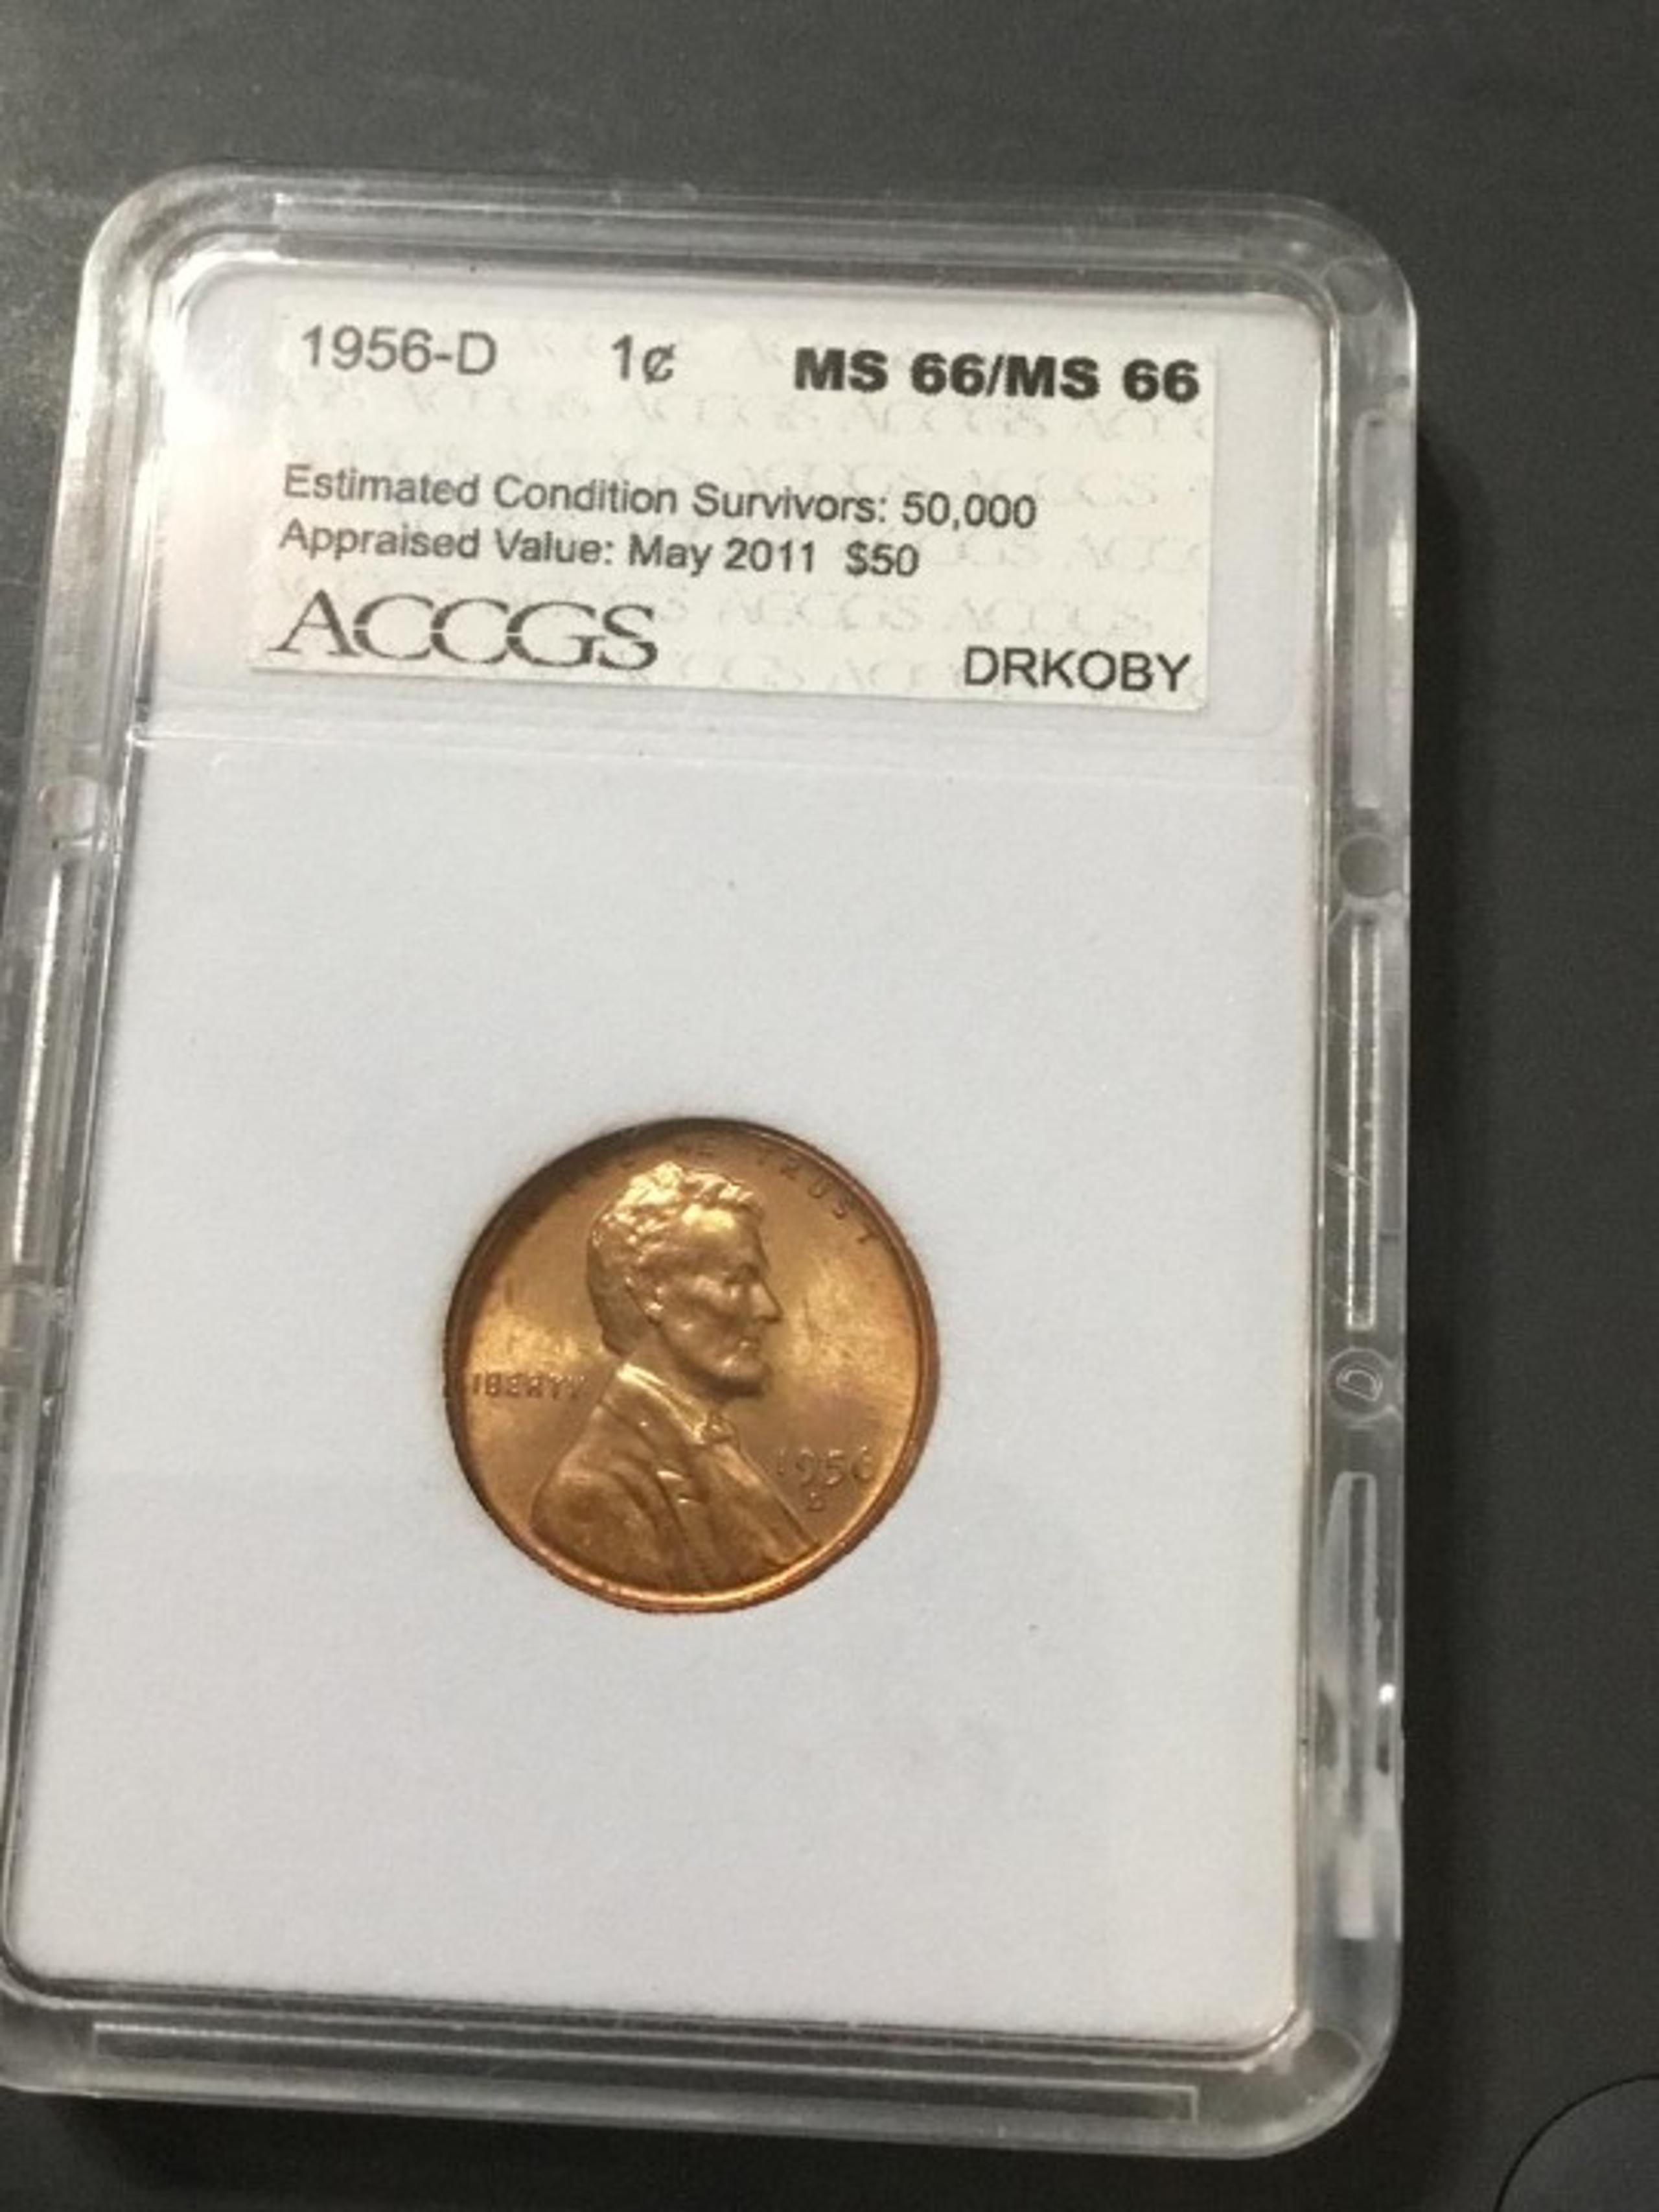 1956-D 1¢ MS 66/MS 66
Estimated Condition Survivors: 50,000
Appraised Value: May 2011 $50
ACCGS DRKOBY
TRUST
LIBERTY
1956
D
D